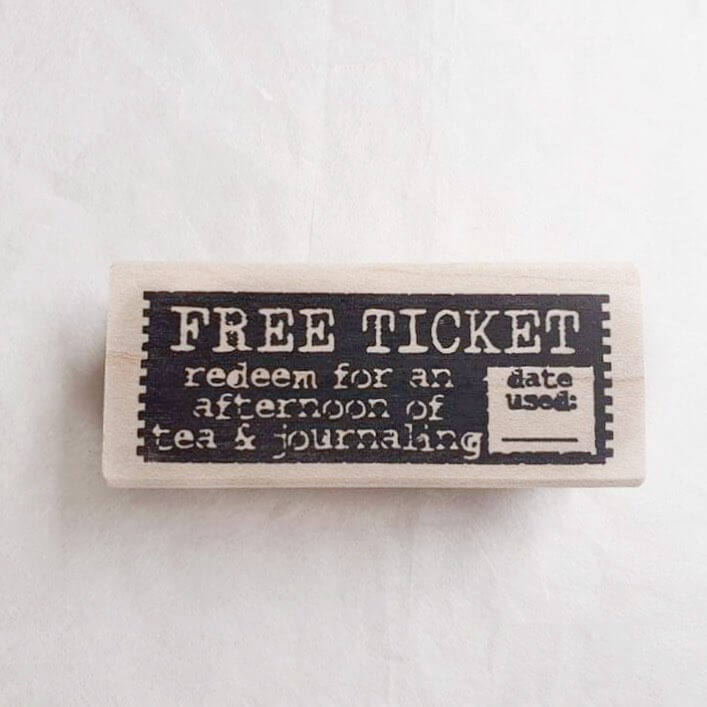 FREE TICKET
redeem for an
afternoon of
tea & journaling
date
used: